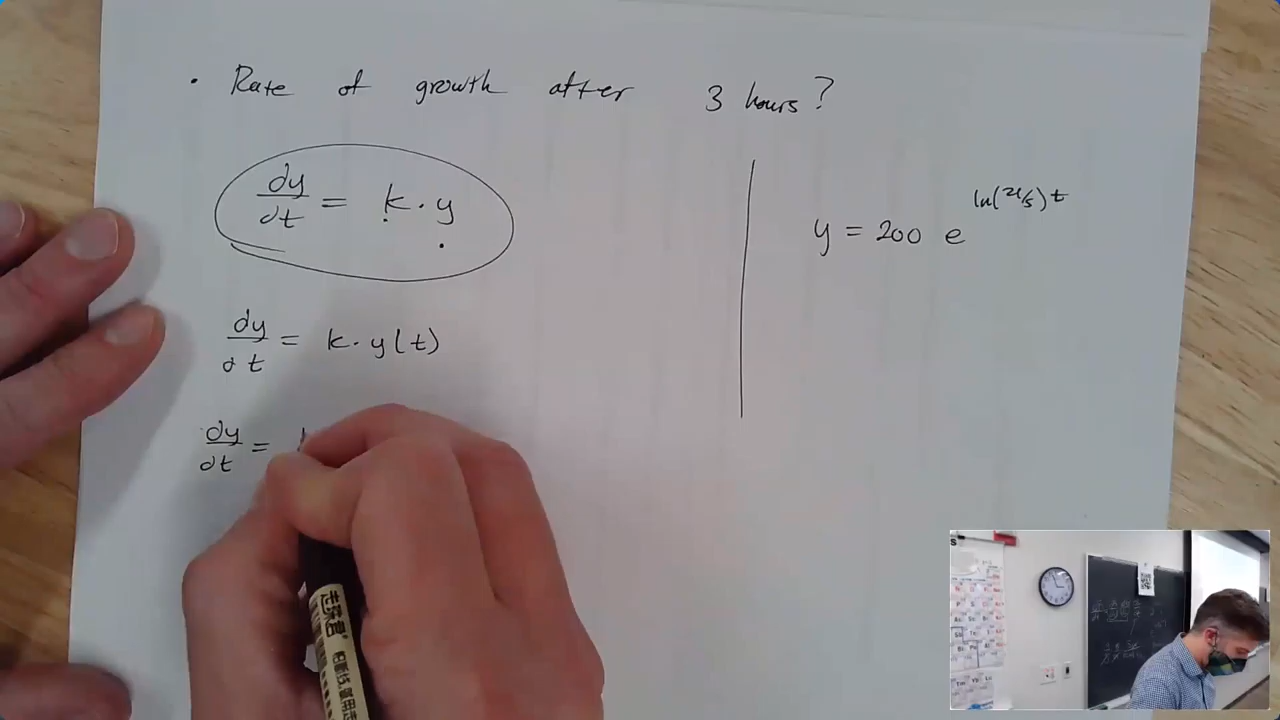 • Rate of growth after 3 hours?
dy/dt = k · y
y = 200 e^ln(21/5)t
dy/dt = k · y(t)
dy/dt =